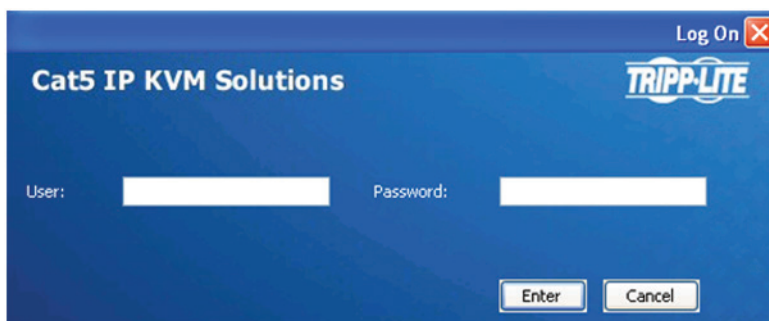 Log On
Cat5 IP KVM Solutions
TRIPP·LITE
User:
Password:
Enter
Cancel